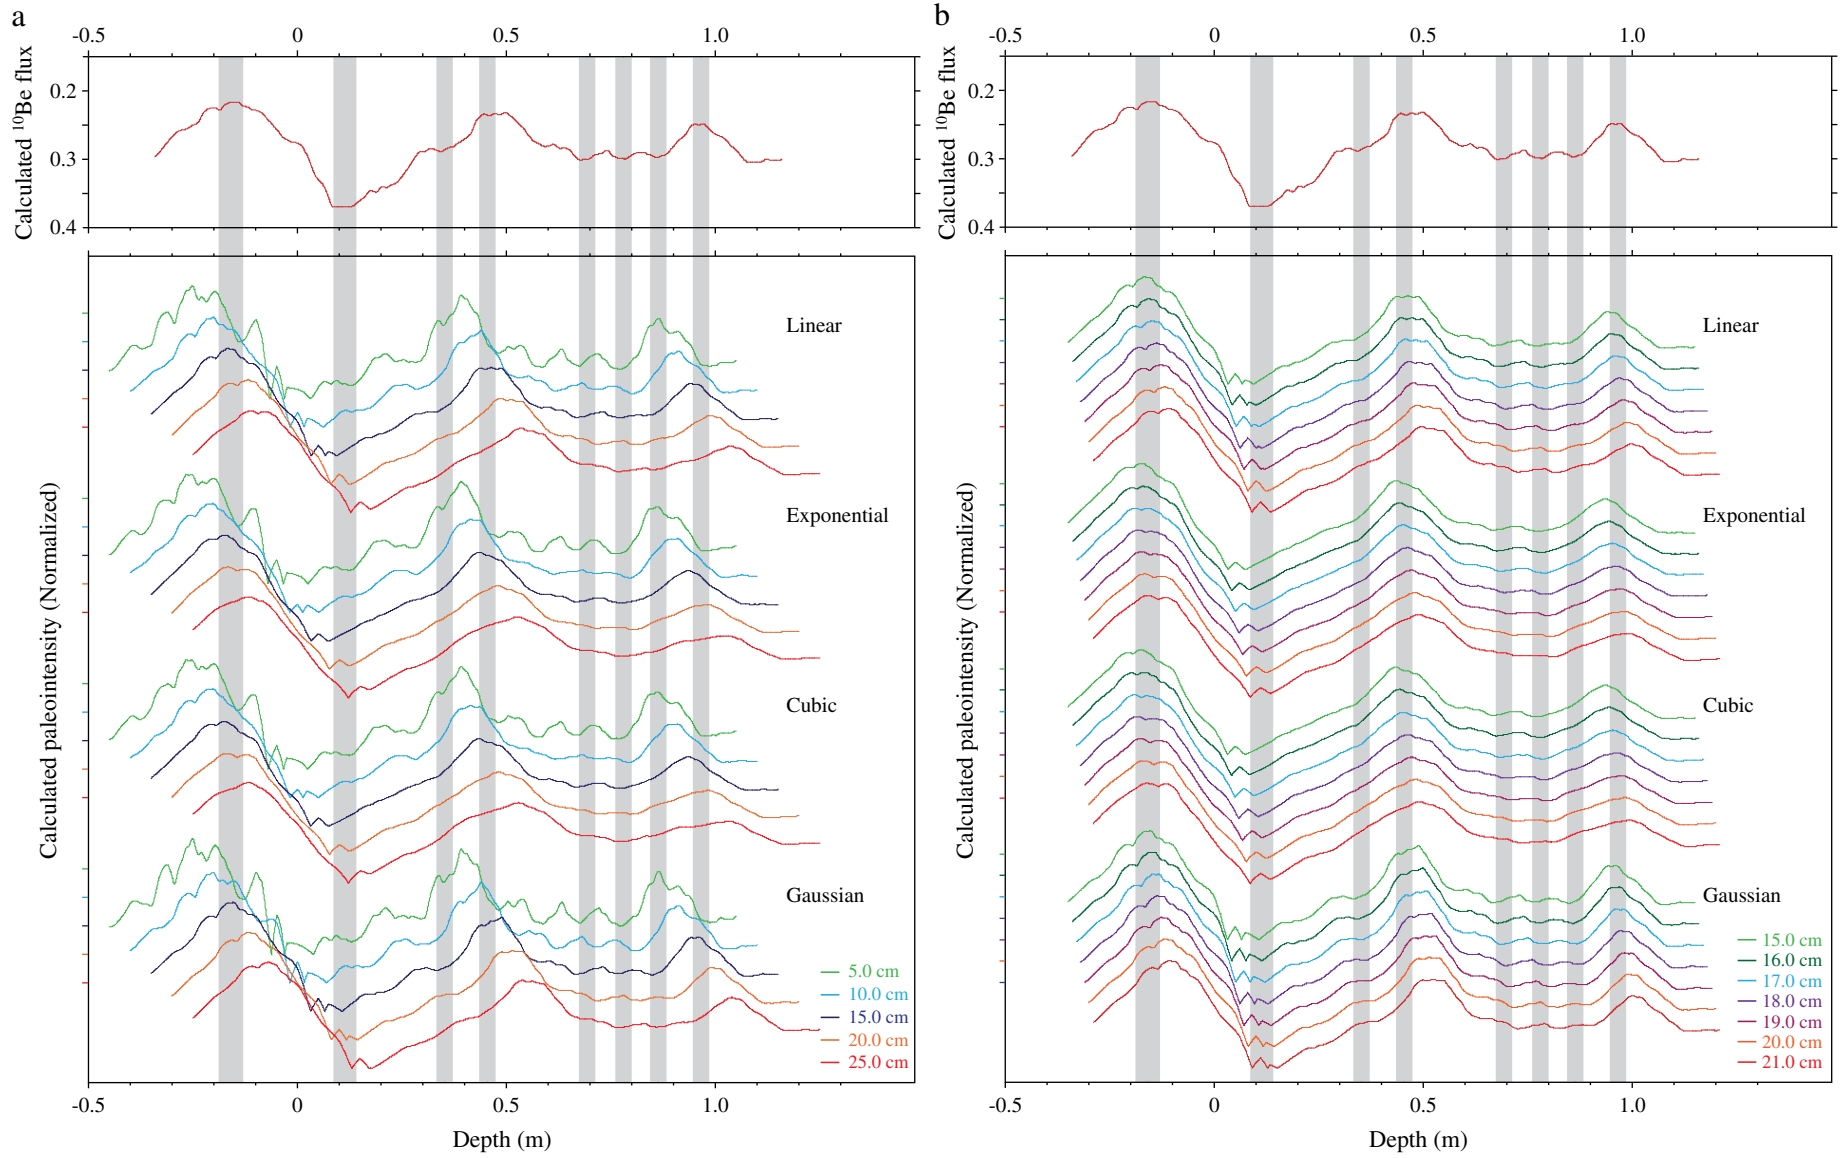 a
-0.5 0 0.5 1.0
Calculated ¹⁰Be flux
0.2
0.3
0.4
Linear
Exponential
Cubic
Gaussian
Calculated paleointensity (Normalized)
5.0 cm
10.0 cm
15.0 cm
20.0 cm
25.0 cm
-0.5 0 0.5 1.0
Depth (m)
b
-0.5 0 0.5 1.0
Calculated ¹⁰Be flux
0.2
0.3
0.4
Linear
Exponential
Cubic
Gaussian
Calculated paleointensity (Normalized)
15.0 cm
16.0 cm
17.0 cm
18.0 cm
19.0 cm
20.0 cm
21.0 cm
-0.5 0 0.5 1.0
Depth (m)